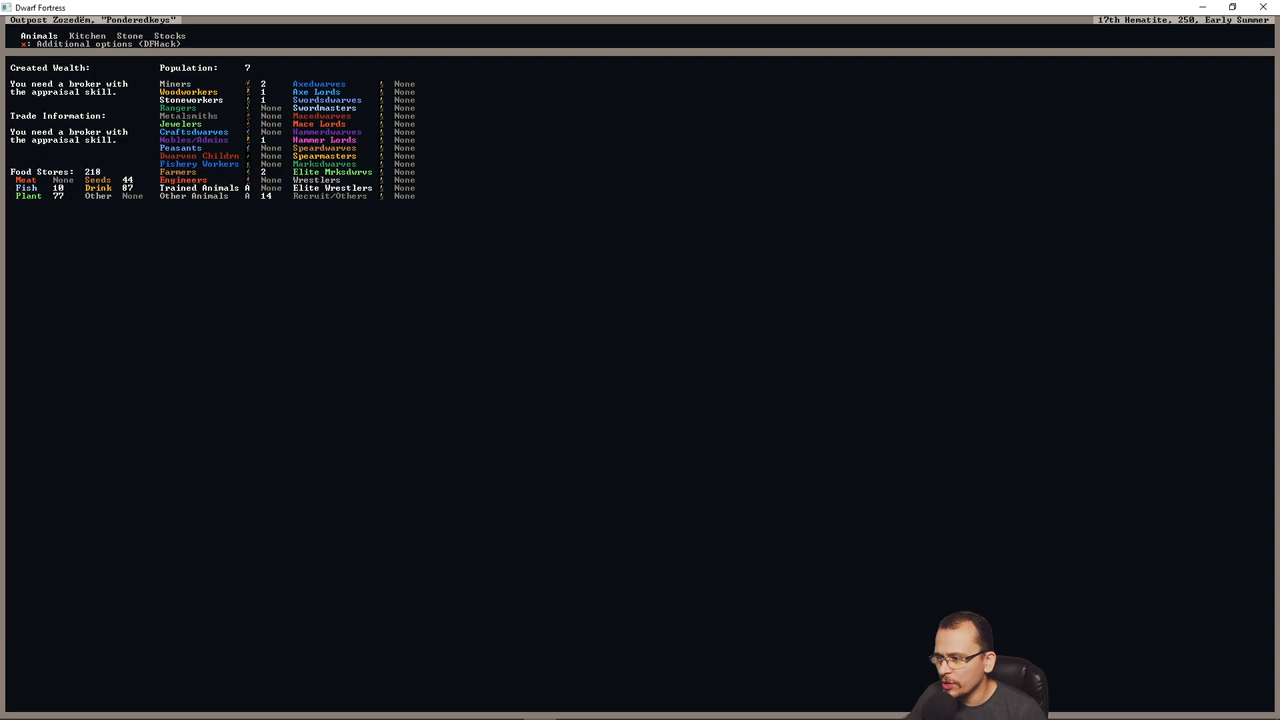 Dwarf Fortress
Outpost Zozedëm, "Ponderedkeys" 17th Hematite, 250, Early Summer
Animals Kitchen Stone Stocks
x: Additional options (DFHack)
Created Wealth: Population: 7
You need a broker with Miners 2 Axedwarves None
the appraisal skill. Woodworkers 1 Axe Lords None
Stoneworkers 1 Swordsdwarves None
Rangers None Swordmasters None
Trade Information: Metalsmiths None Macedwarves None
Jewelers None Mace Lords None
You need a broker with Craftsdwarves None Hammerdwarves None
the appraisal skill. Nobles/Admins 1 Hammer Lords None
Peasants None Speardwarves None
Dwarven Childrn None Spearmasters None
Fishery Workers None Marksdwarves None
Food Stores: 218 Farmers 2 Elite Mrksdwrvs None
Meat None Seeds 44 Engineers None Wrestlers None
Fish 10 Drink 87 Trained Animals A None Elite Wrestlers None
Plant 77 Other None Other Animals A 14 Recruit/Others None